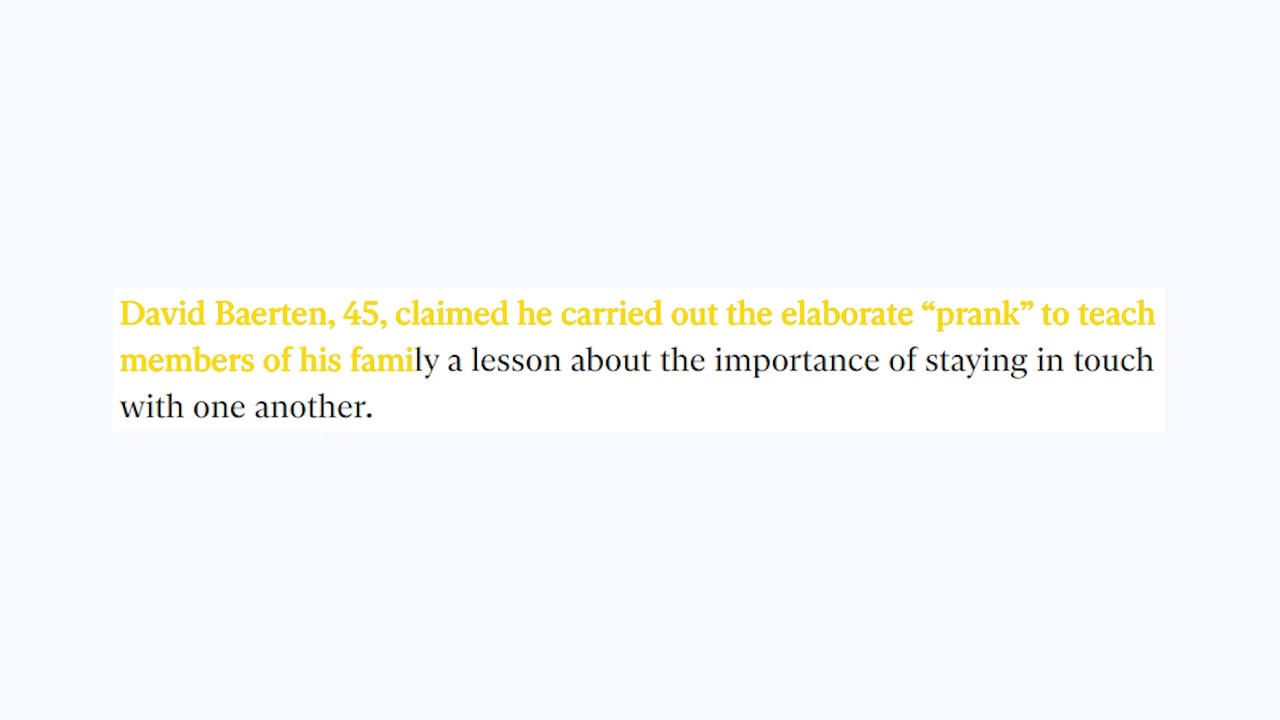 David Baerten, 45, claimed he carried out the elaborate “prank” to teach
members of his family a lesson about the importance of staying in touch
with one another.